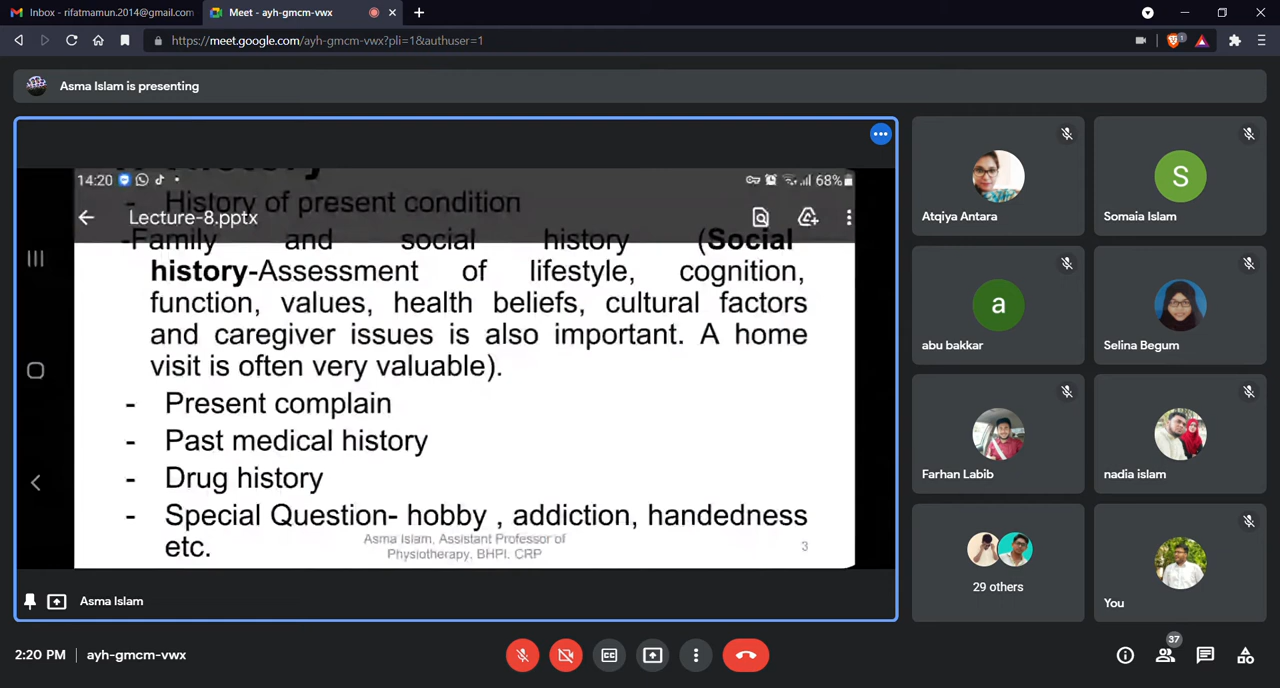 Inbox - rifatmamun.2014@gmail.com
Meet - ayh-gmcm-vwx
https://meet.google.com/ayh-gmcm-vwx?pli=1&authuser=1
1
Asma Islam is presenting
14:20
68%
History
- History of present condition
Lecture-8.pptx
-Family and social history (Social
history-Assessment of lifestyle, cognition,
function, values, health beliefs, cultural factors
and caregiver issues is also important. A home
visit is often very valuable).
- Present complain
- Past medical history
- Drug history
- Special Question- hobby , addiction, handedness
etc.
Asma Islam, Assistant Professor of
Physiotherapy, BHPI, CRP
3
Asma Islam
Atqiya Antara
S
Somaia Islam
a
abu bakkar
Selina Begum
Farhan Labib
nadia islam
29 others
You
2:20 PM | ayh-gmcm-vwx
CC
37